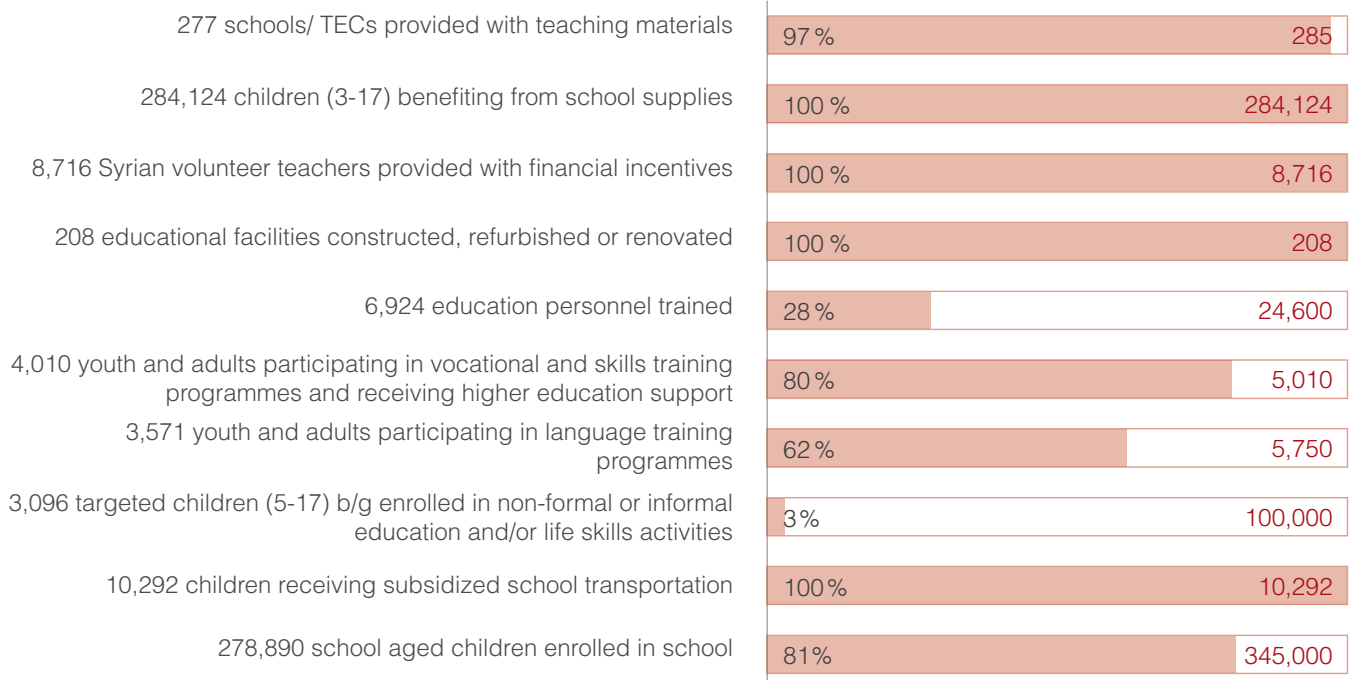 277 schools/ TECs provided with teaching materials
97 %
285
284,124 children (3-17) benefiting from school supplies
100 %
284,124
8,716 Syrian volunteer teachers provided with financial incentives
100 %
8,716
208 educational facilities constructed, refurbished or renovated
100 %
208
6,924 education personnel trained
28 %
24,600
4,010 youth and adults participating in vocational and skills training
programmes and receiving higher education support
80 %
5,010
3,571 youth and adults participating in language training
programmes
62 %
5,750
3,096 targeted children (5-17) b/g enrolled in non-formal or informal
education and/or life skills activities
3 %
100,000
10,292 children receiving subsidized school transportation
100 %
10,292
278,890 school aged children enrolled in school
81%
345,000